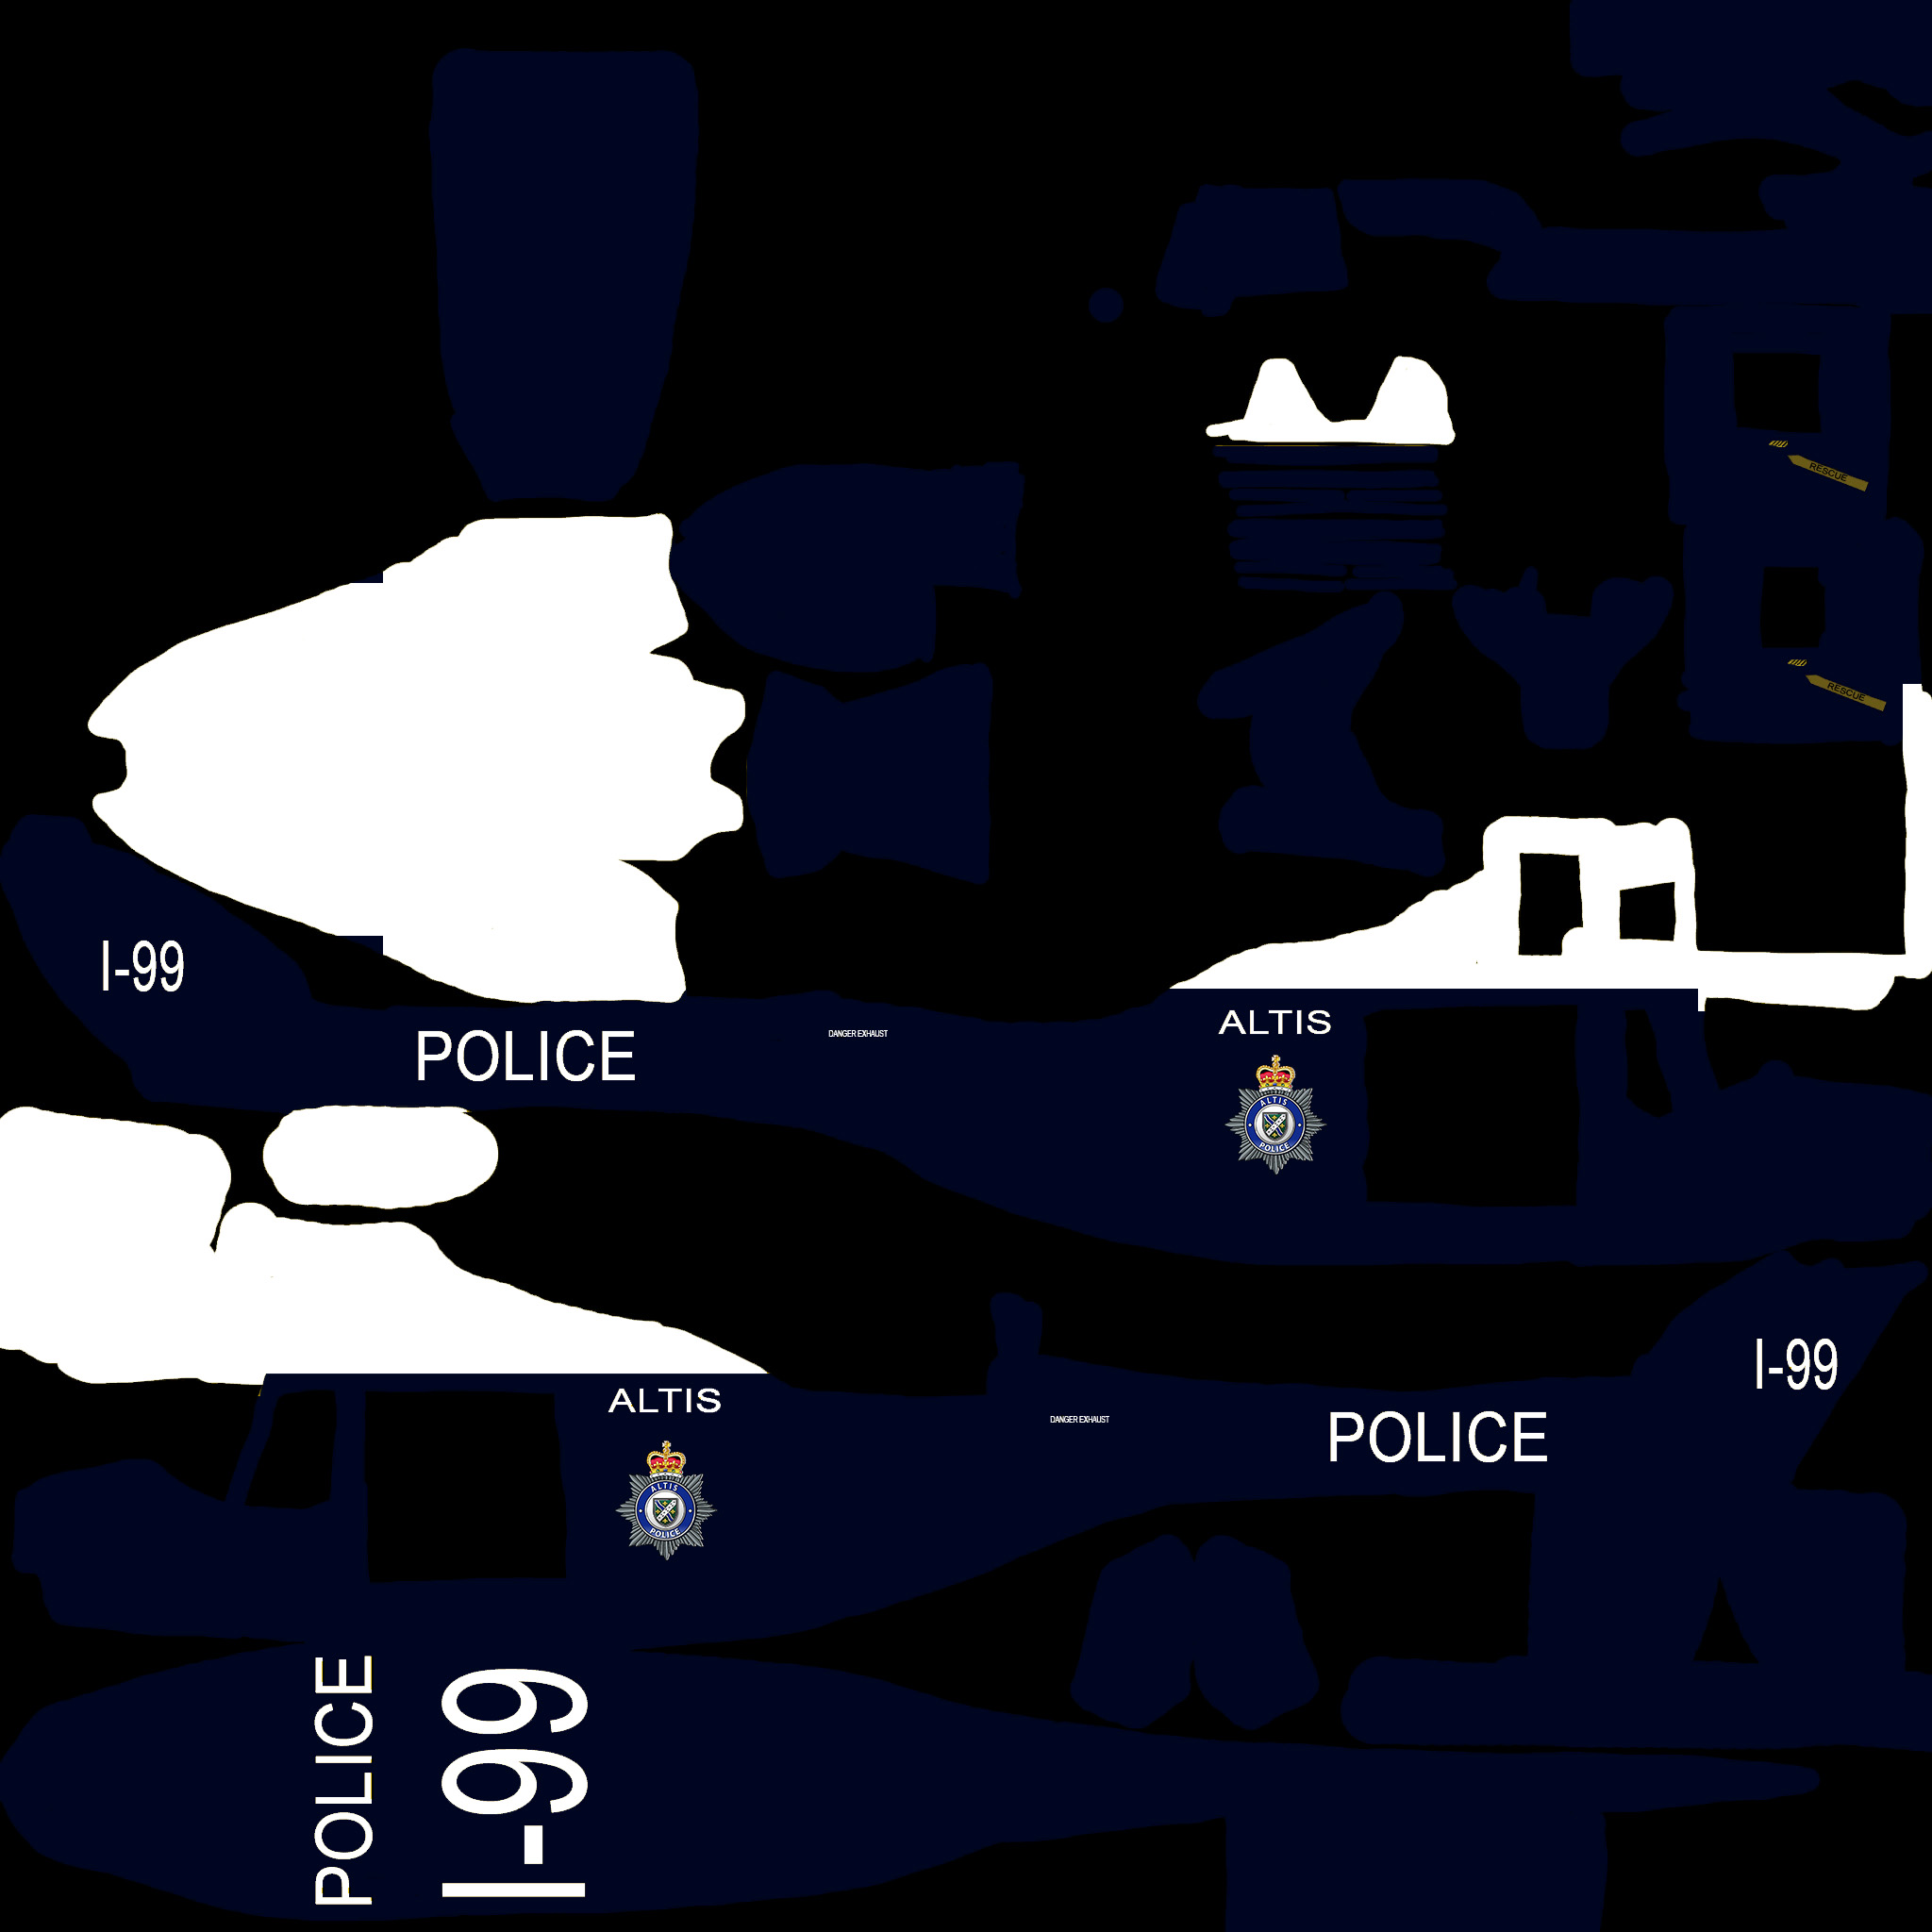 RESCUE
RESCUE
I-99
POLICE
DANGER EXHAUST
ALTIS
ALTIS
POLICE
I-99
ALTIS
DANGER EXHAUST
POLICE
ALTIS
POLICE
POLICE
I-99